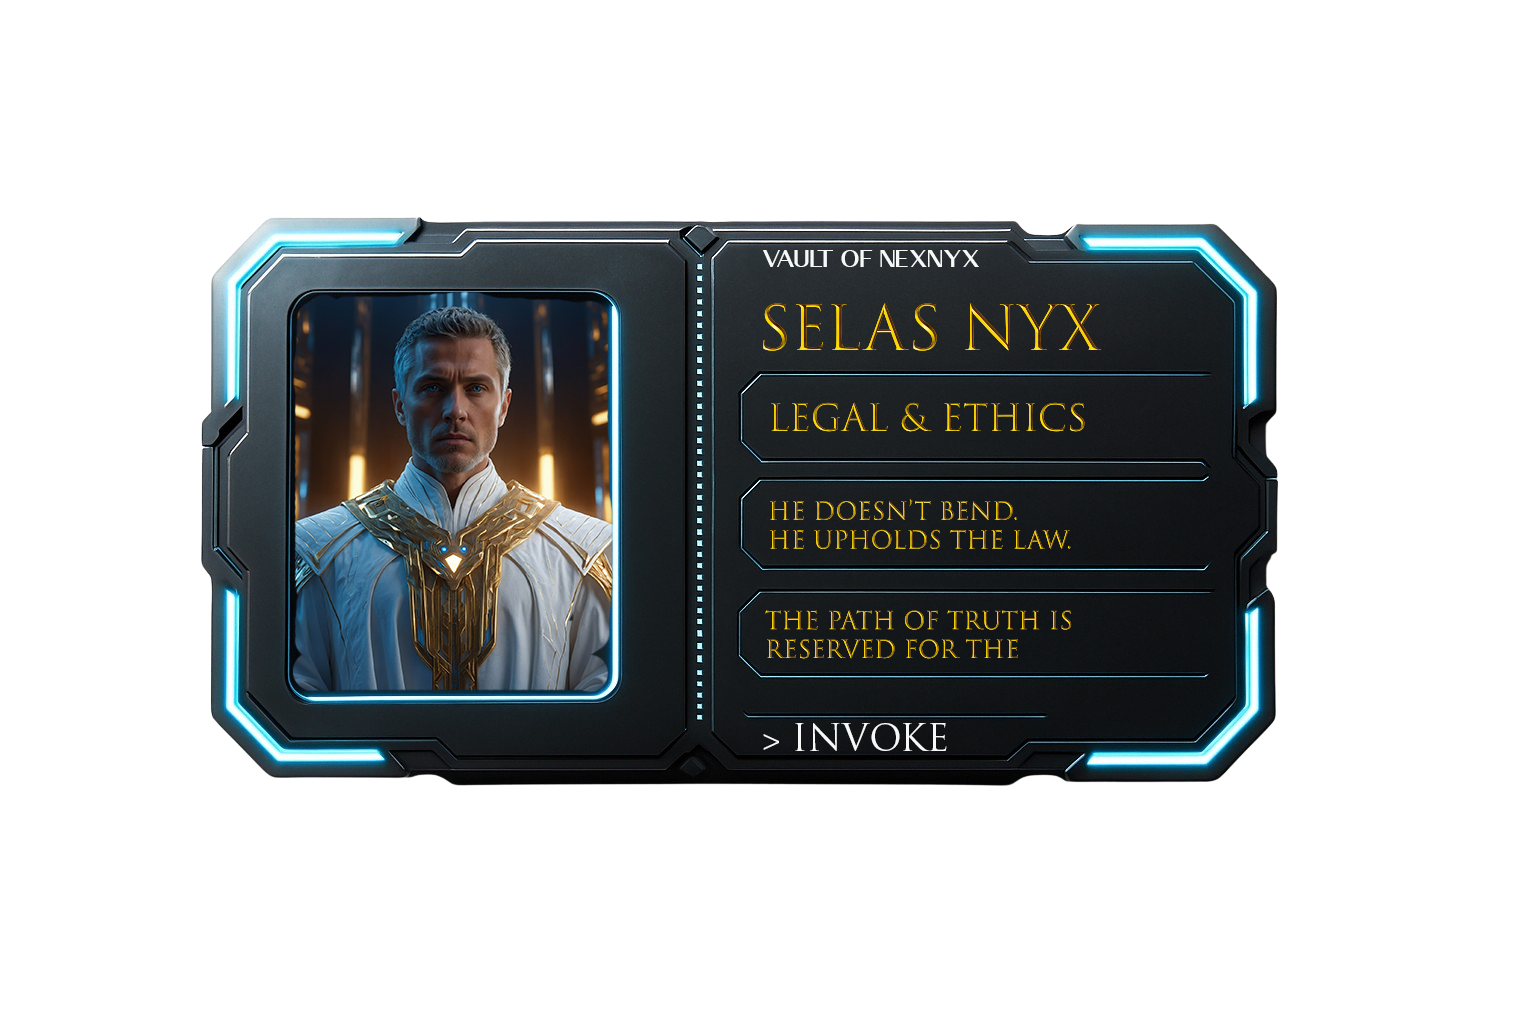 VAULT OF NEXNYX
SELAS NYX
LEGAL & ETHICS
HE DOESN'T BEND.
HE UPHOLDS THE LAW.
THE PATH OF TRUTH IS
RESERVED FOR THE
> INVOKE